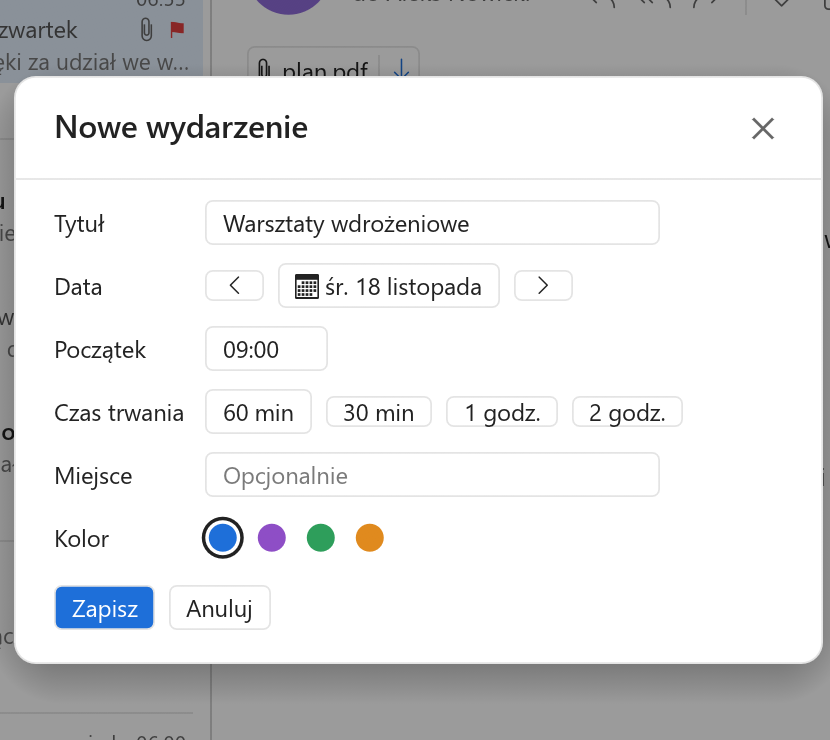 zwartek
ęki za udział we w...
plan.pdf
Nowe wydarzenie
Tytuł Warsztaty wdrożeniowe
Data śr. 18 listopada
Początek 09:00
Czas trwania 60 min 30 min 1 godz. 2 godz.
Miejsce Opcjonalnie
Kolor
Zapisz Anuluj